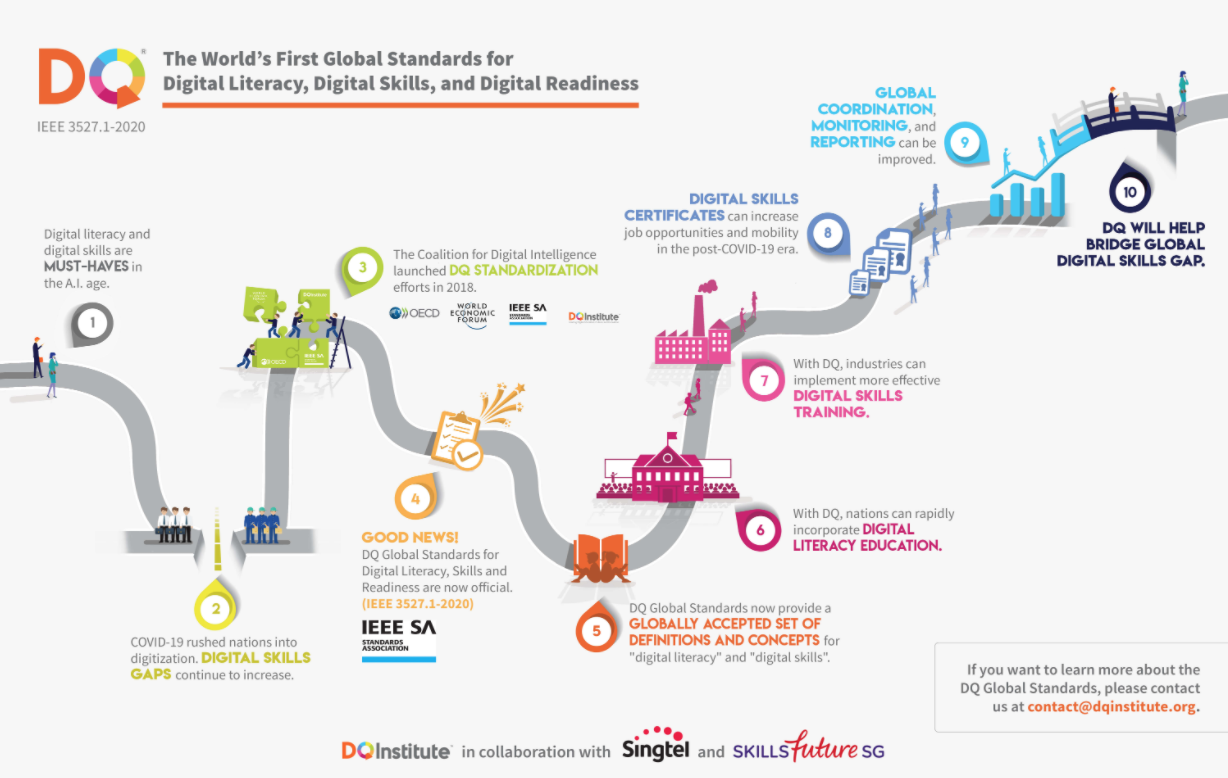 DQ®
IEEE 3527.1-2020
The World's First Global Standards for
Digital Literacy, Digital Skills, and Digital Readiness
1
Digital literacy and
digital skills are
MUST-HAVES in
the A.I. age.
2
COVID-19 rushed nations into
digitization. DIGITAL SKILLS
GAPS continue to increase.
3
The Coalition for Digital Intelligence
launched DQ STANDARDIZATION
efforts in 2018.
OECD
WORLD
ECONOMIC
FORUM
IEEE SA
STANDARDS
ASSOCIATION
DQInstitute
DQInstitute
OECD
IEEE SA
4
GOOD NEWS!
DQ Global Standards for
Digital Literacy, Skills and
Readiness are now official.
(IEEE 3527.1-2020)
IEEE SA
STANDARDS
ASSOCIATION
5
DQ Global Standards now provide a
GLOBALLY ACCEPTED SET OF
DEFINITIONS AND CONCEPTS for
"digital literacy" and "digital skills".
6
With DQ, nations can rapidly
incorporate DIGITAL
LITERACY EDUCATION.
7
With DQ, industries can
implement more effective
DIGITAL SKILLS
TRAINING.
8
DIGITAL SKILLS
CERTIFICATES can increase
job opportunities and mobility
in the post-COVID-19 era.
9
GLOBAL
COORDINATION,
MONITORING, and
REPORTING can be
improved.
10
DQ WILL HELP
BRIDGE GLOBAL
DIGITAL SKILLS GAP.
If you want to learn more about the
DQ Global Standards, please contact
us at contact@dqinstitute.org.
DQInstitute in collaboration with Singtel and SKILLSfuture SG